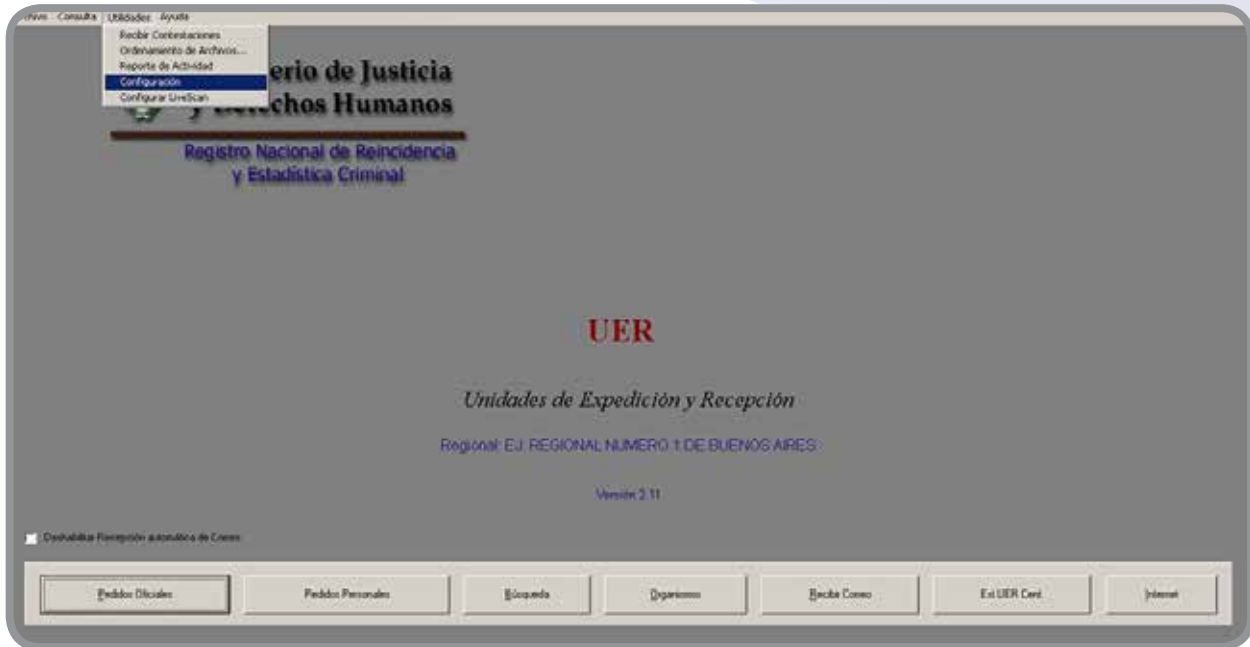 Consulta Utilidades Ayuda
Recibir Contestaciones
Ordenamiento de Archivos...
Reporte de Actividad
Configuración
Configurar LiveScan
erio de Justicia
y Derechos Humanos
Registro Nacional de Reincidencia
y Estadística Criminal
UER
Unidades de Expedición y Recepción
Regional: EJ: REGIONAL NUMERO 1 DE BUENOS AIRES
Versión 2.11
Deshabilitar Recepción automática de Correo
Pedidos Oficiales Pedidos Personales Búsqueda Organismos Recibe Correo Ext UER Cent. Internet